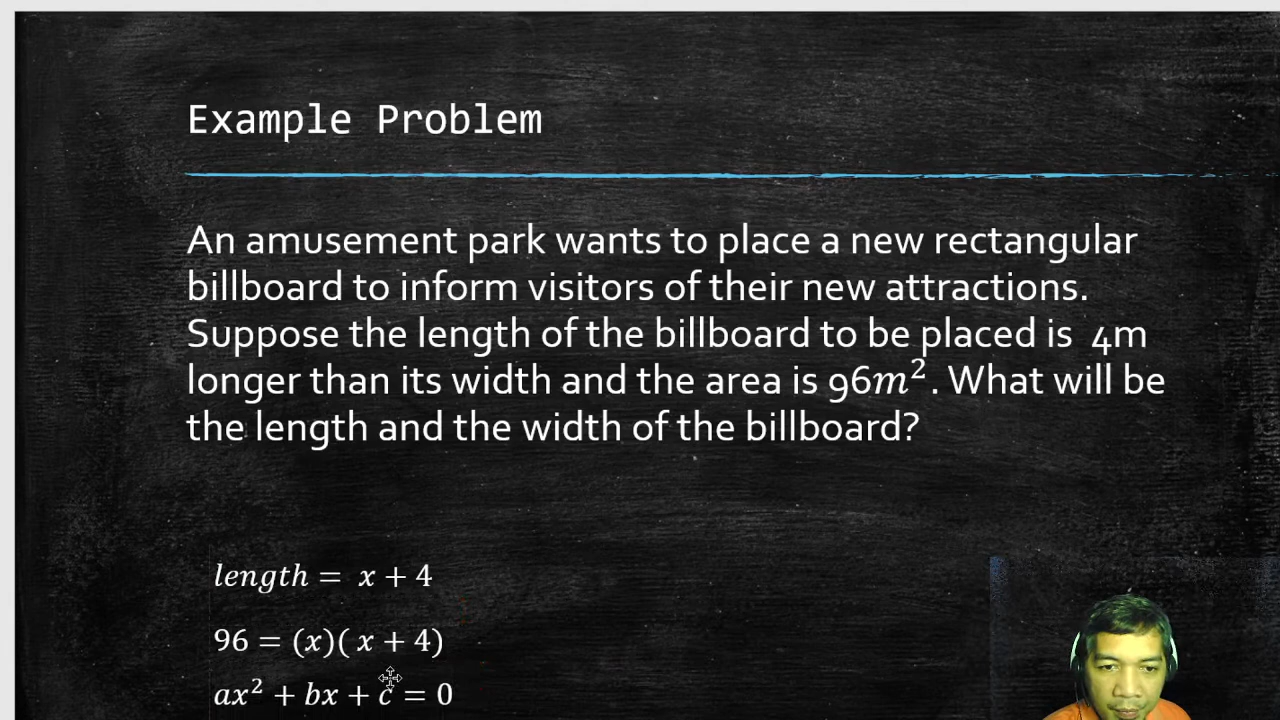 Example Problem
An amusement park wants to place a new rectangular
billboard to inform visitors of their new attractions.
Suppose the length of the billboard to be placed is 4m
longer than its width and the area is 96m². What will be
the length and the width of the billboard?
length = x + 4
96 = (x)( x + 4)
ax² + bx + c = 0